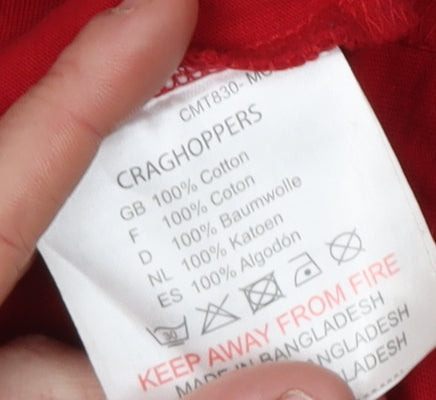 CMT830-
CRAGHOPPERS
GB 100% Cotton
F 100% Coton
D 100% Baumwolle
NL 100% Katoen
ES 100% Algodón
30
KEEP AWAY FROM FIRE
MADE IN BANGLADESH
BANGLADESH